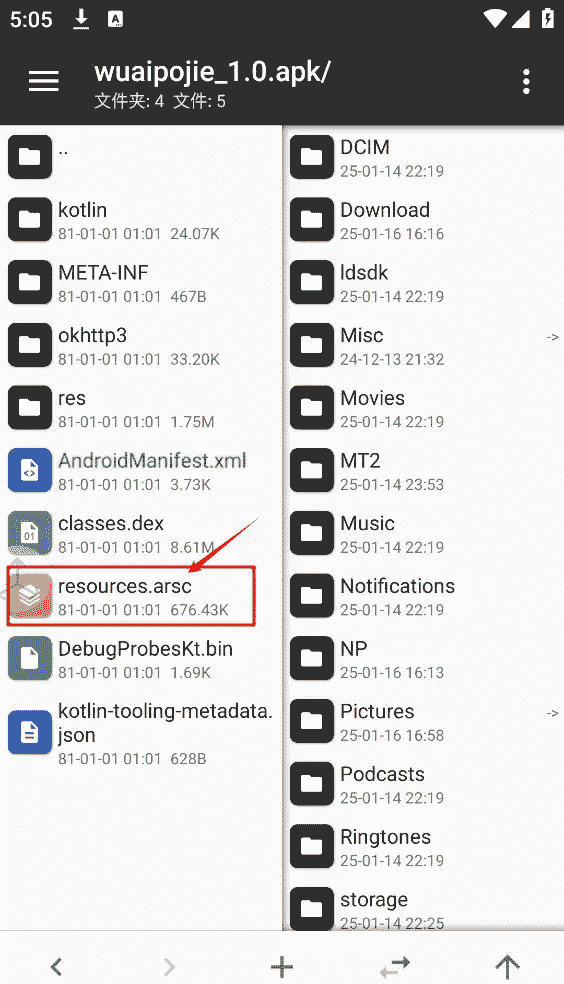 5:05
A
wuaipojie_1.0.apk/
文件夹: 4 文件: 5
..
kotlin
81-01-01 01:01 24.07K
META-INF
81-01-01 01:01 467B
okhttp3
81-01-01 01:01 33.20K
res
81-01-01 01:01 1.75M
AndroidManifest.xml
81-01-01 01:01 3.73K
classes.dex
81-01-01 01:01 8.61M
resources.arsc
81-01-01 01:01 676.43K
DebugProbesKt.bin
81-01-01 01:01 1.69K
kotlin-tooling-metadata.
json
81-01-01 01:01 628B
DCIM
25-01-14 22:19
Download
25-01-16 16:16
ldsdk
25-01-14 22:19
Misc
24-12-13 21:32
->
Movies
25-01-14 22:19
MT2
25-01-14 23:53
Music
25-01-14 22:19
Notifications
25-01-14 22:19
NP
25-01-16 16:13
Pictures
25-01-16 16:58
->
Podcasts
25-01-14 22:19
Ringtones
25-01-14 22:19
storage
25-01-14 22:25